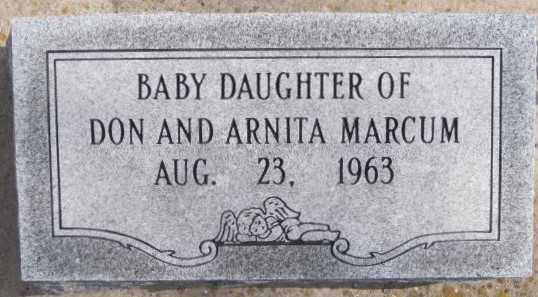 BABY DAUGHTER OF
DON AND ARNITA MARCUM
AUG. 23, 1963